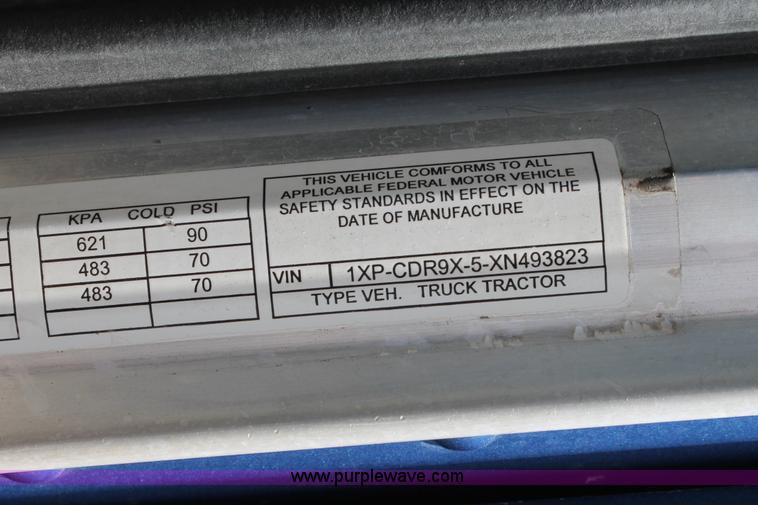 KPA COLD PSI
621 90
483 70
483 70
THIS VEHICLE COMFORMS TO ALL
APPLICABLE FEDERAL MOTOR VEHICLE
SAFETY STANDARDS IN EFFECT ON THE
DATE OF MANUFACTURE
VIN 1XP-CDR9X-5-XN493823
TYPE VEH. TRUCK TRACTOR
www.purplewave.com